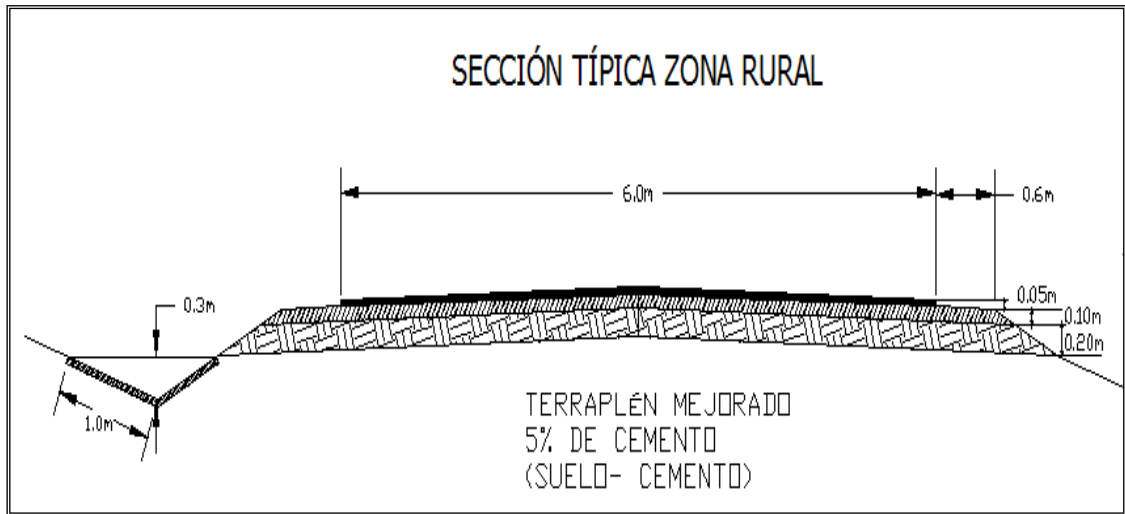 SECCIÓN TÍPICA ZONA RURAL
6.0m
0.6m
0.3m
0.05m
0.10m
0.20m
1.0m
TERRAPLÉN MEJORADO
5% DE CEMENTO
(SUELO- CEMENTO)